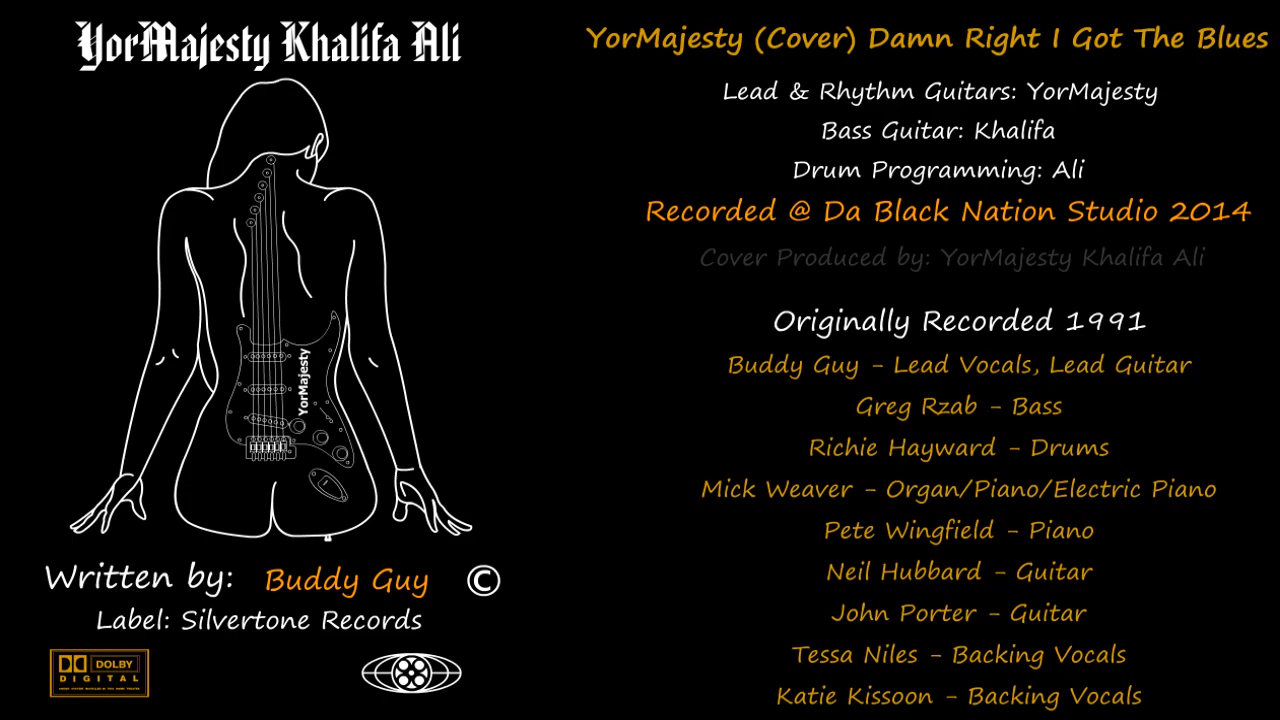 YorMajesty Khalifa Ali
YorMajesty
Written by: Buddy Guy ©
Label: Silvertone Records
DOLBY
DIGITAL
YorMajesty (Cover) Damn Right I Got The Blues
Lead & Rhythm Guitars: YorMajesty
Bass Guitar: Khalifa
Drum Programming: Ali
Recorded @ Da Black Nation Studio 2014
Cover Produced by: YorMajesty Khalifa Ali
Originally Recorded 1991
Buddy Guy - Lead Vocals, Lead Guitar
Greg Rzab - Bass
Richie Hayward - Drums
Mick Weaver - Organ/Piano/Electric Piano
Pete Wingfield - Piano
Neil Hubbard - Guitar
John Porter - Guitar
Tessa Niles - Backing Vocals
Katie Kissoon - Backing Vocals